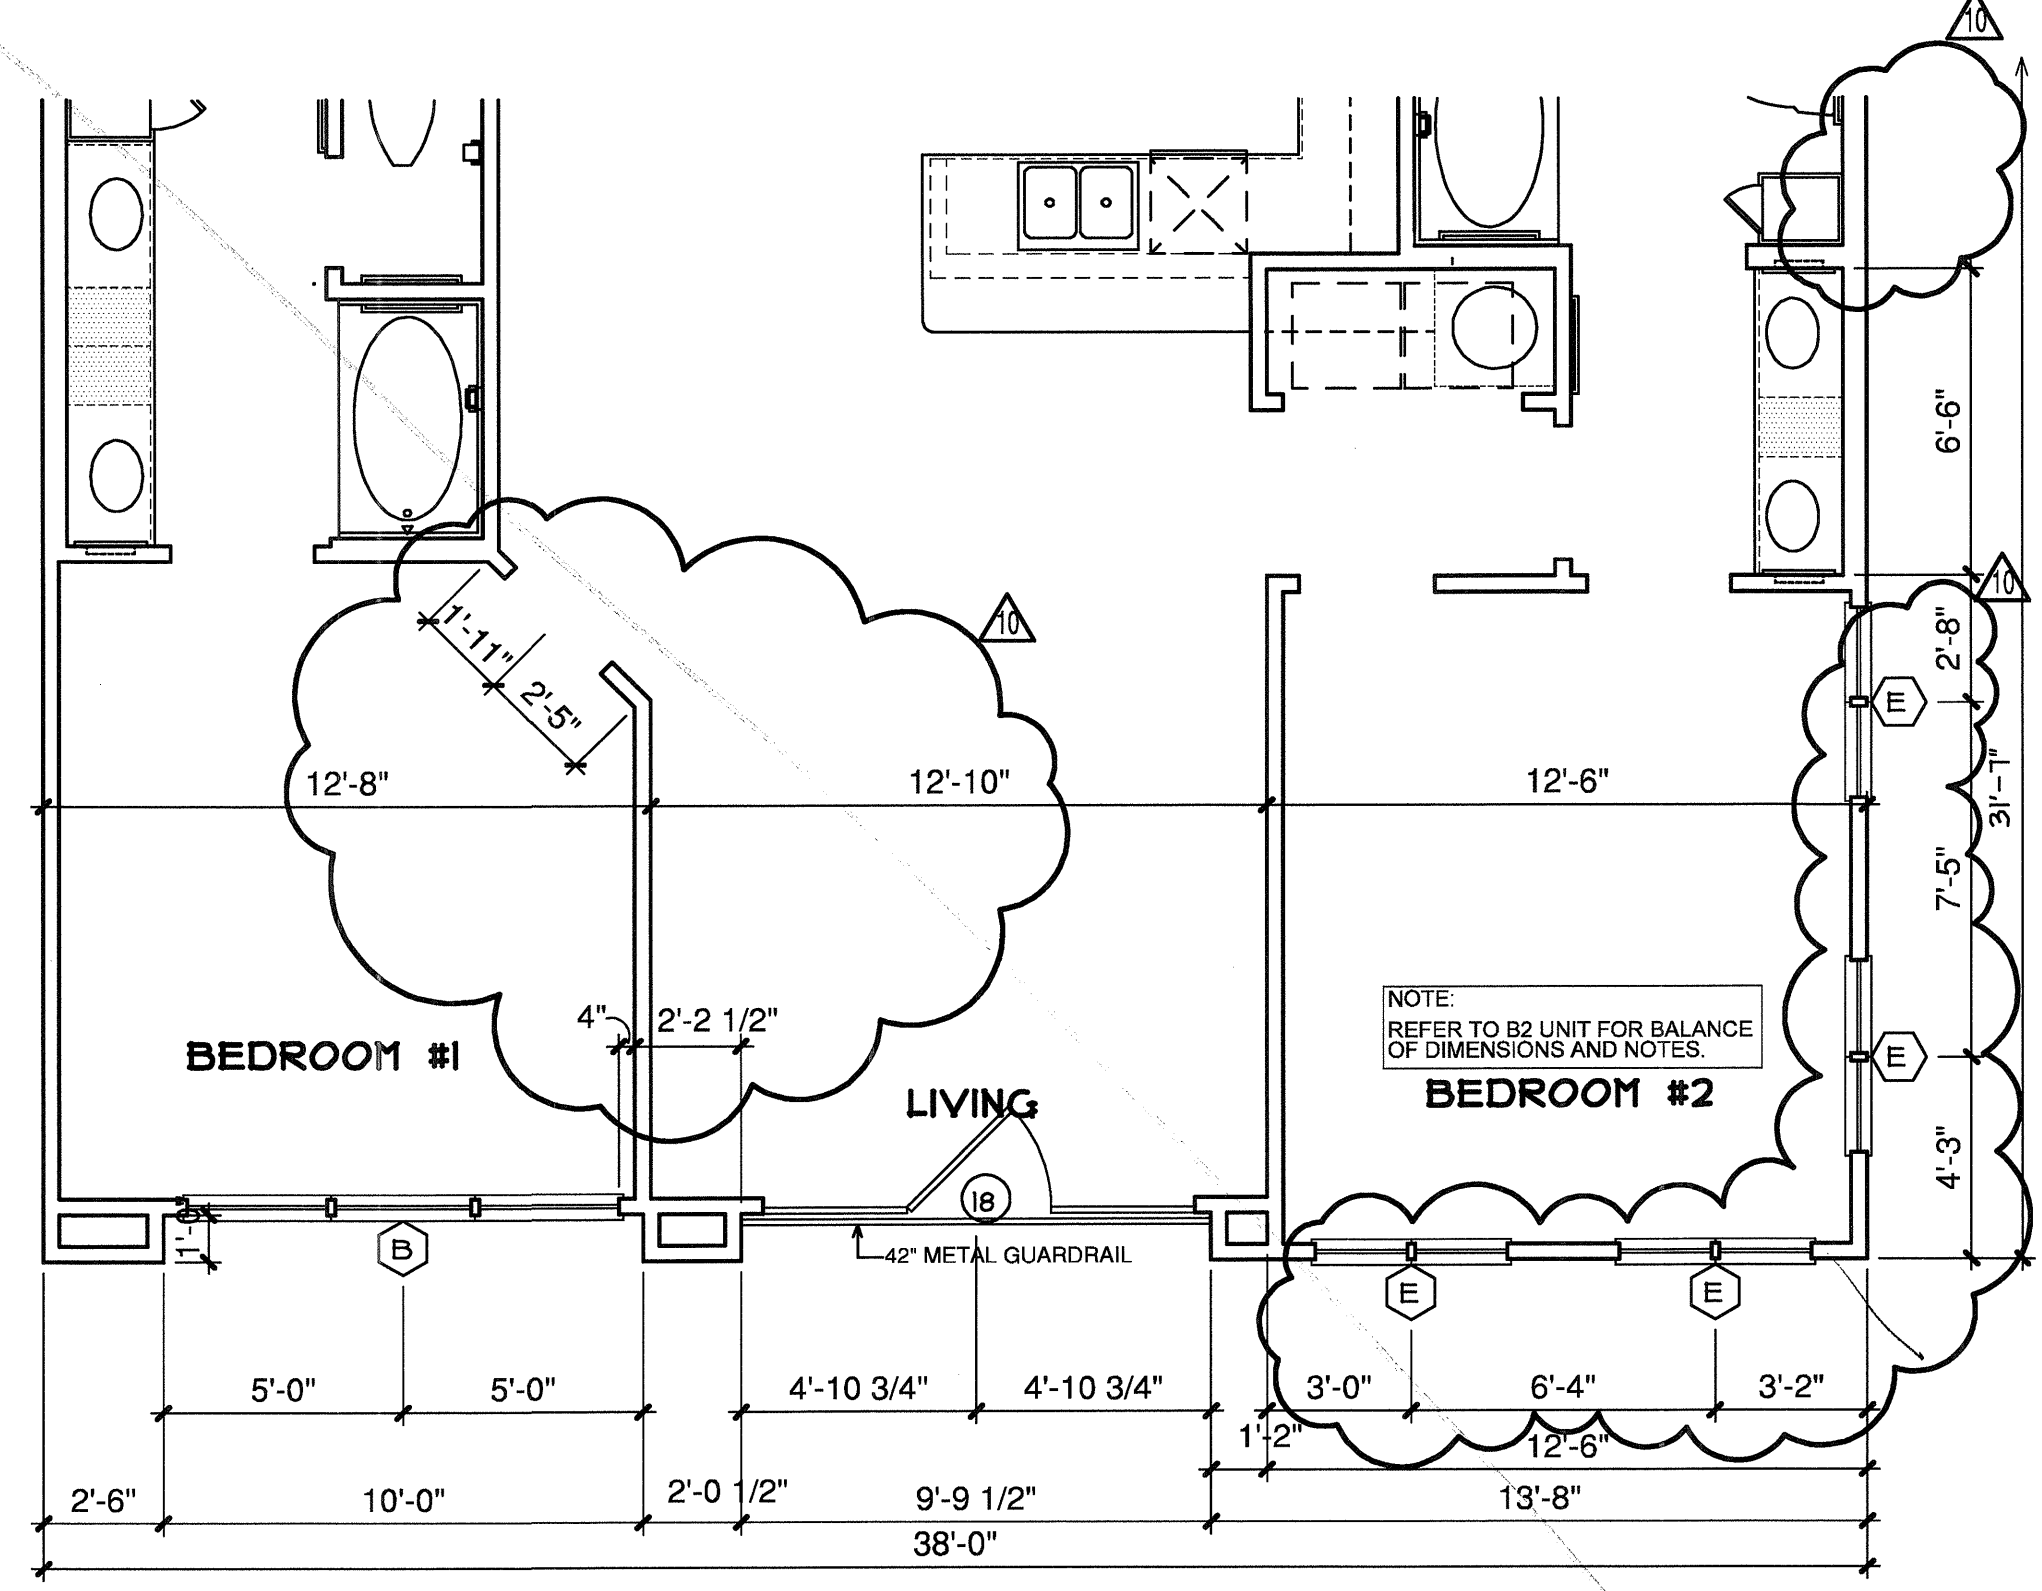 10
6'-6"
10
10
1'-11"
2'-8"
2'-5"
E
12'-8"
12'-10"
12'-6"
31'-7"
7'-5"
NOTE:
REFER TO B2 UNIT FOR BALANCE
OF DIMENSIONS AND NOTES.
4"
2'-2 1/2"
BEDROOM #1
E
LIVING
BEDROOM #2
4'-3"
18
1'-0
B
42" METAL GUARDRAIL
E
E
5'-0"
5'-0"
4'-10 3/4"
4'-10 3/4"
3'-0"
6'-4"
3'-2"
1'-2"
12'-6"
2'-6"
10'-0"
2'-0 1/2"
9'-9 1/2"
13'-8"
38'-0"